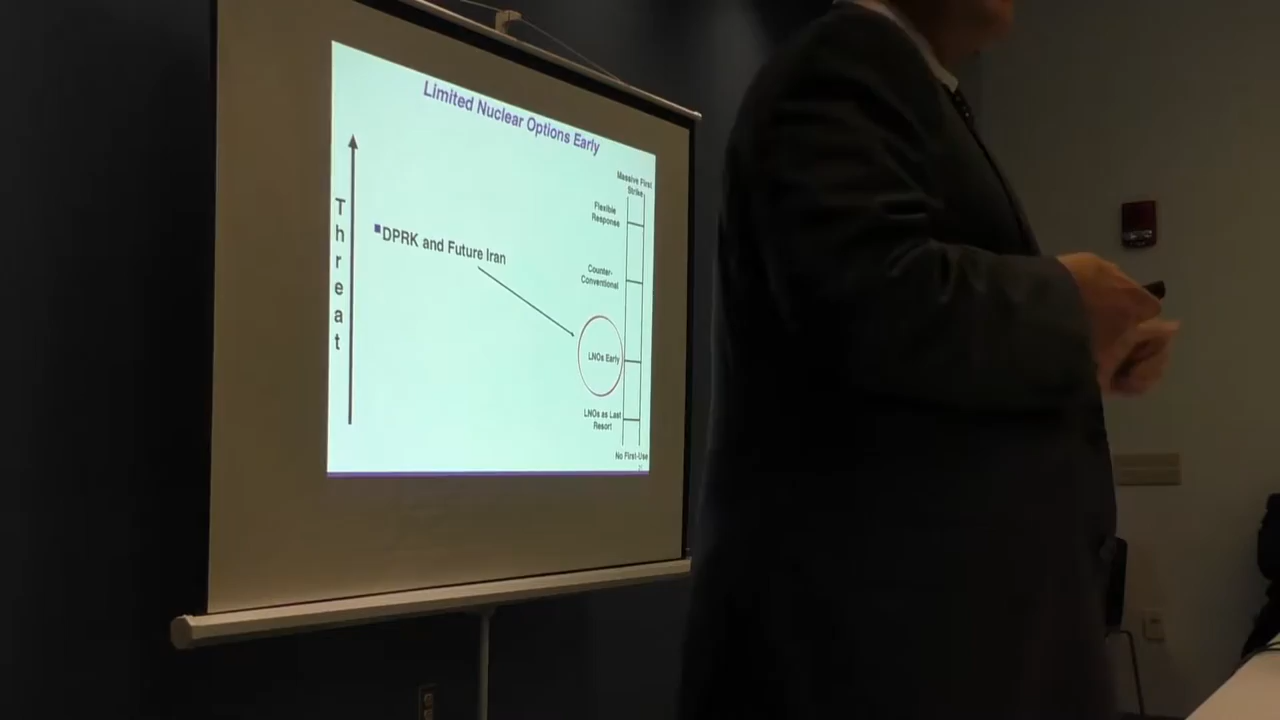 Limited Nuclear Options Early
Threat
DPRK and Future Iran
Massive First
Strike
Flexible
Response
Counter-
Conventional
LNOs Early
LNOs as Last
Resort
No First-Use